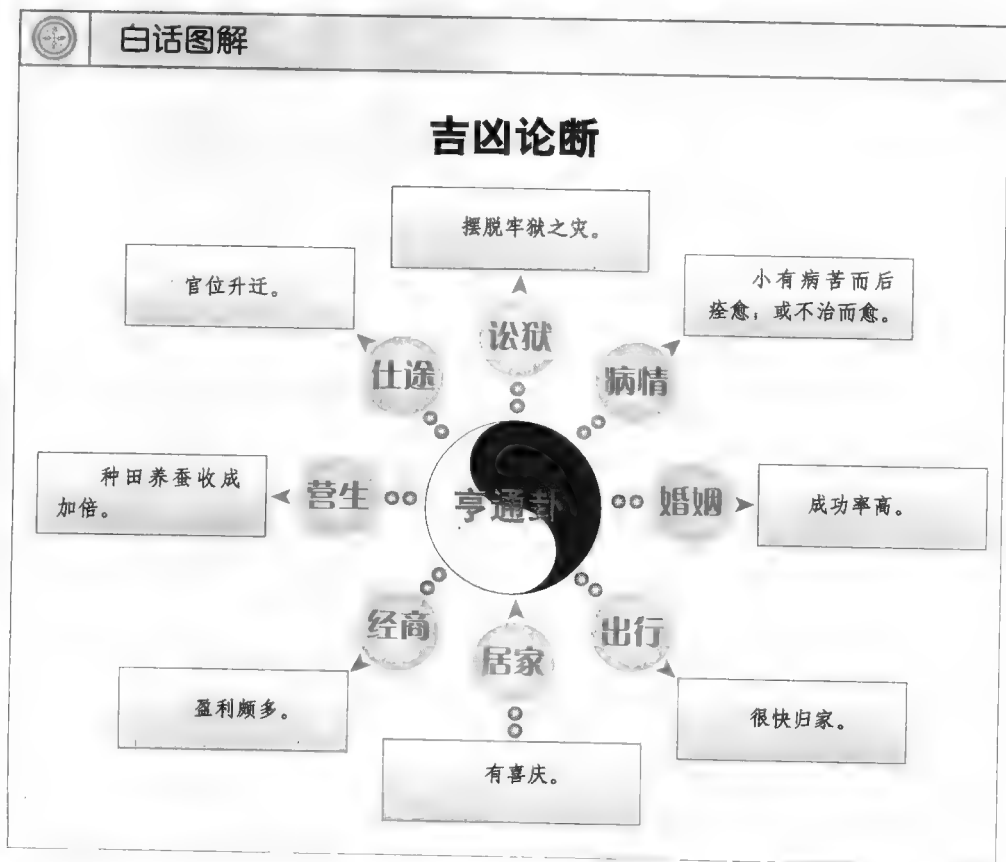 白话图解
吉凶论断
摆脱牢狱之灾。
官位升迁。
小有病苦而后
痊愈；或不治而愈。
讼狱
仕途
病情
种田养蚕收成
加倍。
营生
亨通卦
婚姻
成功率高。
经商
居家
出行
盈利颇多。
很快归家。
有喜庆。